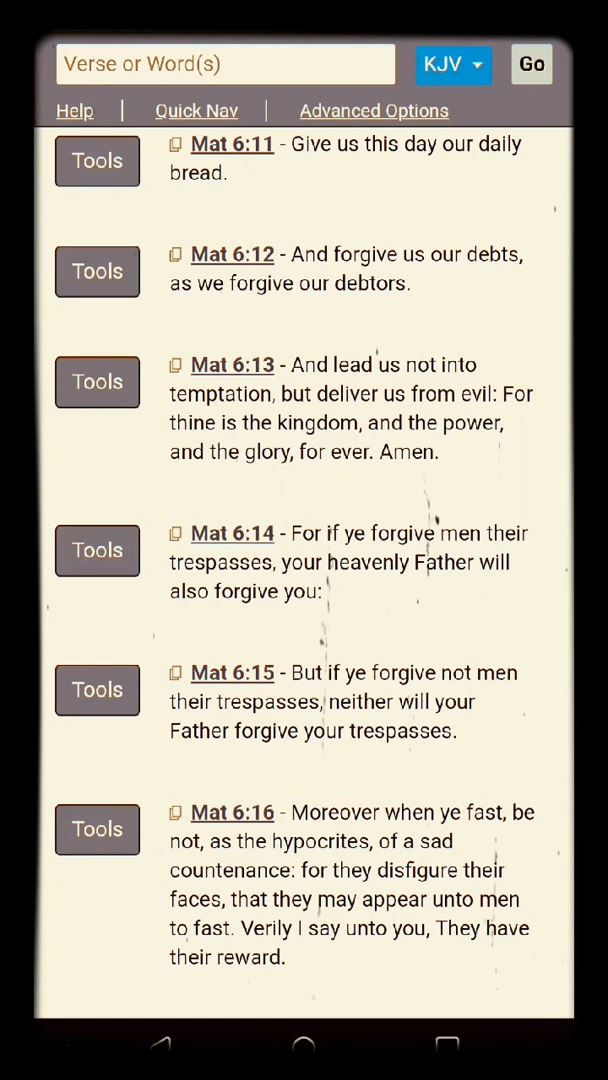 Verse or Word(s)
KJV
Go
Help | Quick Nav | Advanced Options
Tools
Mat 6:11 - Give us this day our daily
bread.
Tools
Mat 6:12 - And forgive us our debts,
as we forgive our debtors.
Tools
Mat 6:13 - And lead us not into
temptation, but deliver us from evil: For
thine is the kingdom, and the power,
and the glory, for ever. Amen.
Tools
Mat 6:14 - For if ye forgive men their
trespasses, your heavenly Father will
also forgive you:
Tools
Mat 6:15 - But if ye forgive not men
their trespasses, neither will your
Father forgive your trespasses.
Tools
Mat 6:16 - Moreover when ye fast, be
not, as the hypocrites, of a sad
countenance: for they disfigure their
faces, that they may appear unto men
to fast. Verily I say unto you, They have
their reward.